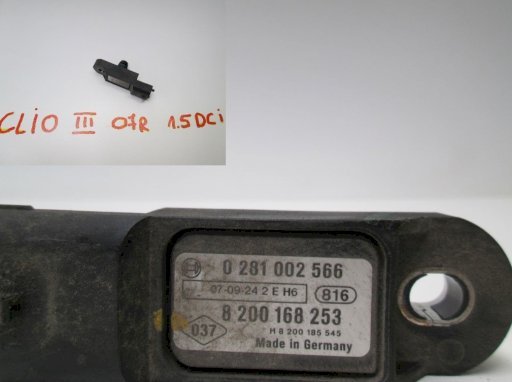 CLIO III 07R 1.5DCi
0 281 002 566
07-09-24 2 E H6 816
8 200 168 253
037 H 8 200 185 545
Made in Germany